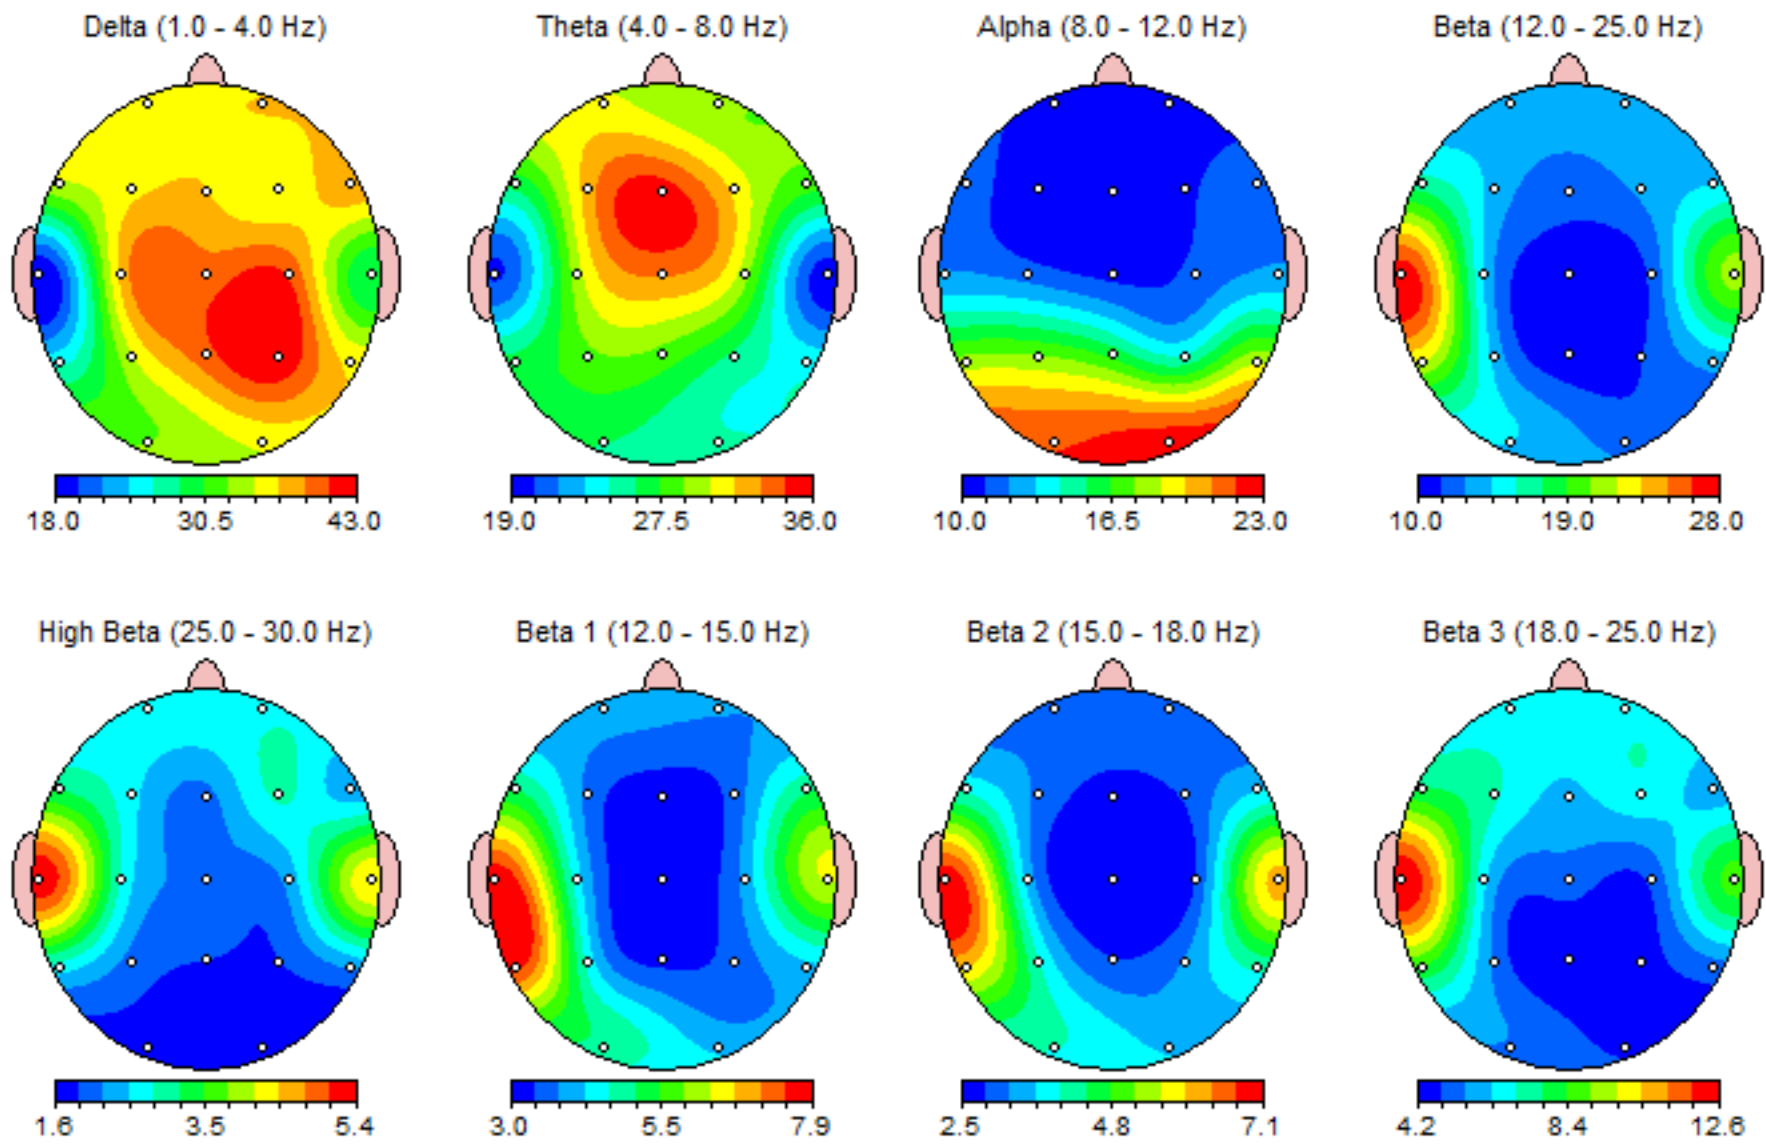 Delta (1.0 - 4.0 Hz) Theta (4.0 - 8.0 Hz) Alpha (8.0 - 12.0 Hz) Beta (12.0 - 25.0 Hz)
18.0 30.5 43.0 19.0 27.5 36.0 10.0 16.5 23.0 10.0 19.0 28.0
High Beta (25.0 - 30.0 Hz) Beta 1 (12.0 - 15.0 Hz) Beta 2 (15.0 - 18.0 Hz) Beta 3 (18.0 - 25.0 Hz)
1.6 3.5 5.4 3.0 5.5 7.9 2.5 4.8 7.1 4.2 8.4 12.6